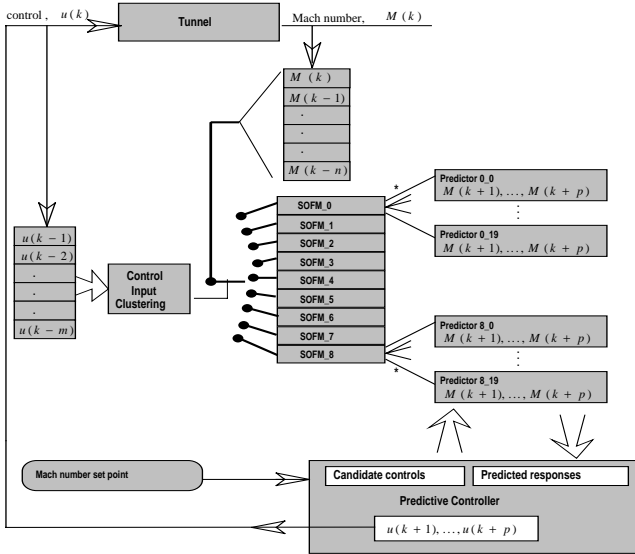 control , u(k)
Tunnel
Mach number, M(k)
M(k)
M(k − 1)
.
.
.
M(k − n)
u(k − 1)
u(k − 2)
.
.
.
u(k − m)
Control
Input
Clustering
SOFM_0
SOFM_1
SOFM_2
SOFM_3
SOFM_4
SOFM_5
SOFM_6
SOFM_7
SOFM_8
*
Predictor 0_0
M(k + 1), ..., M(k + p)
⋮
Predictor 0_19
M(k + 1), ..., M(k + p)
Predictor 8_0
M(k + 1), ..., M(k + p)
⋮
*
Predictor 8_19
M(k + 1), ..., M(k + p)
Mach number set point
Candidate controls
Predicted responses
Predictive Controller
u(k + 1), ..., u(k + p)